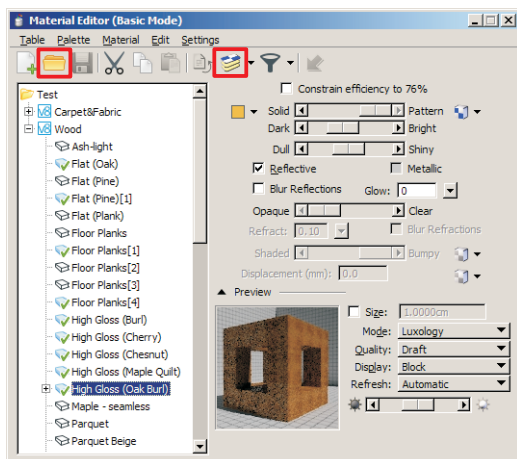 Material Editor (Basic Mode)
Table Palette Material Edit Settings
Test
V8 Carpet&Fabric
V8 Wood
Ash-light
Flat (Oak)
Flat (Pine)
Flat (Pine)[1]
Flat (Plank)
Floor Planks
Floor Planks[1]
Floor Planks[2]
Floor Planks[3]
Floor Planks[4]
High Gloss (Burl)
High Gloss (Cherry)
High Gloss (Chesnut)
High Gloss (Maple Quilt)
High Gloss (Oak Burl)
Maple - seamless
Parquet
Parquet Beige
Constrain efficiency to 76%
Solid Pattern
Dark Bright
Dull Shiny
Reflective Metallic
Blur Reflections Glow: 0
Opaque Clear
Refract: 0.10 Blur Refractions
Shaded Bumpy
Displacement (mm): 0.0
Preview
Size: 1.0000cm
Mode: Luxology
Quality: Draft
Display: Block
Refresh: Automatic